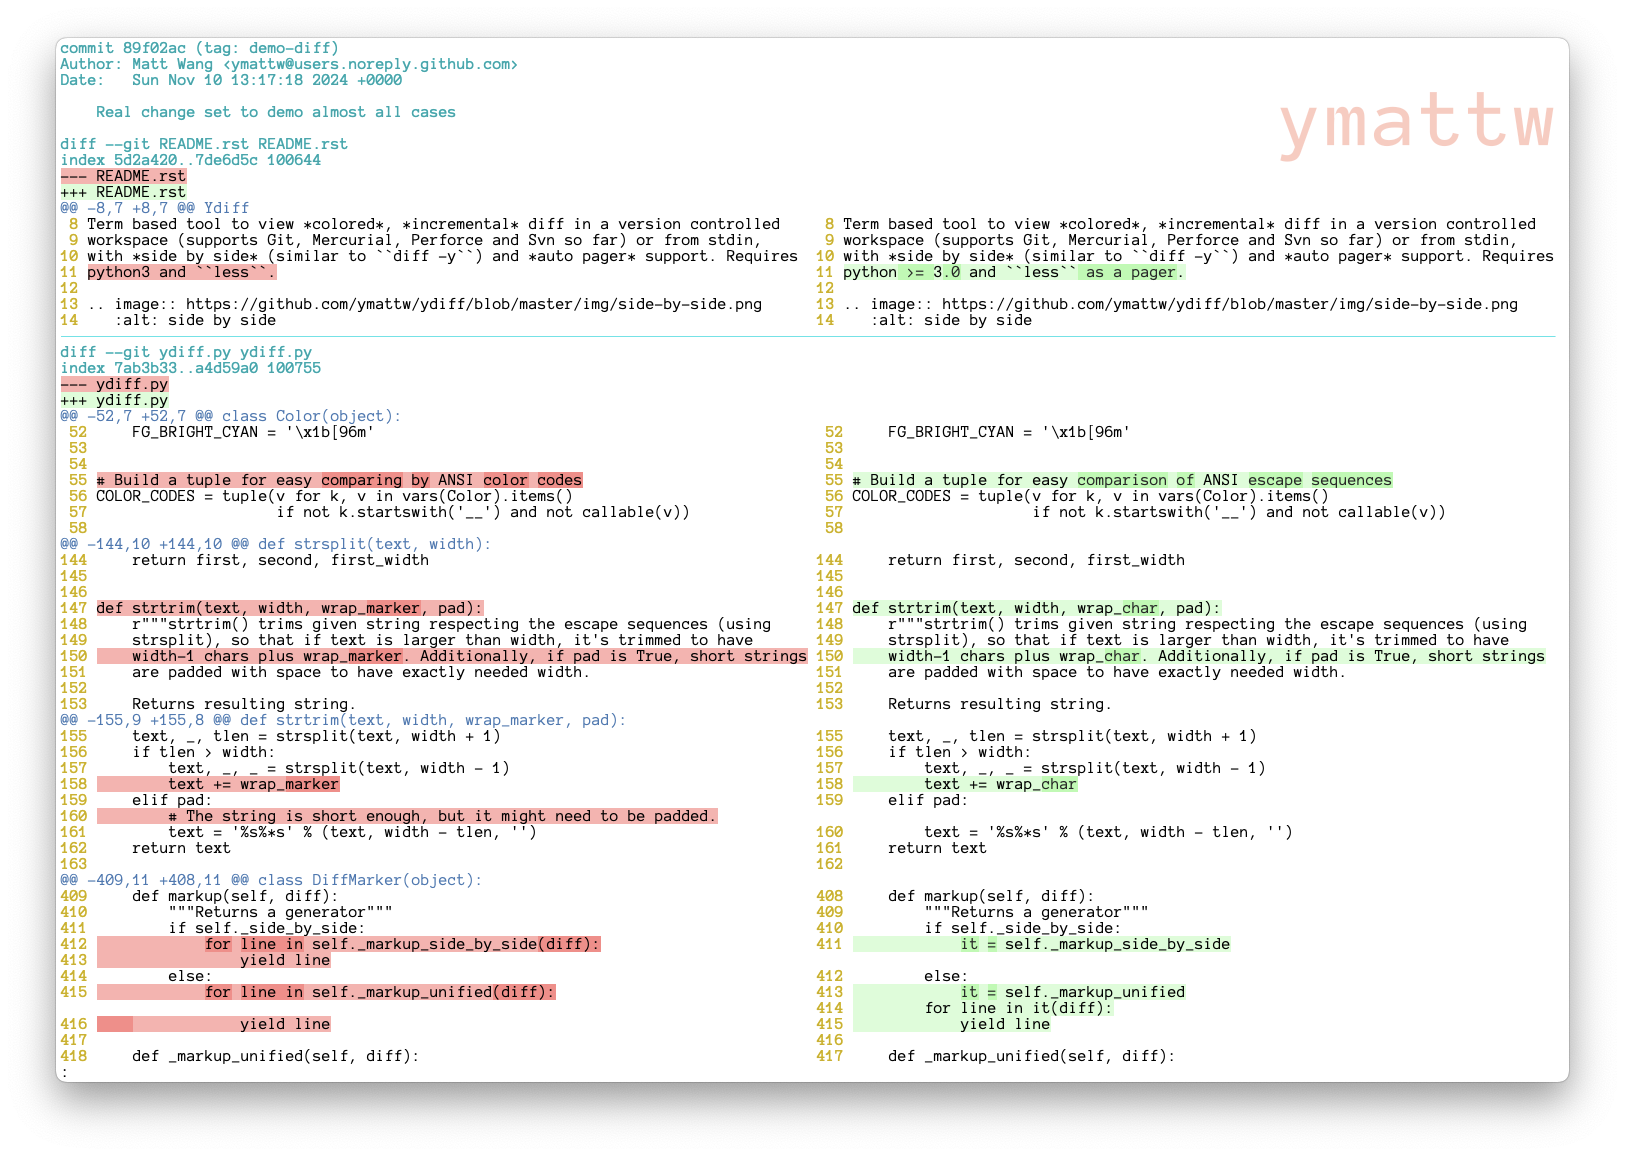 commit 89f02ac (tag: demo-diff)
Author: Matt Wang <ymattw@users.noreply.github.com>
Date:   Sun Nov 10 13:17:18 2024 +0000
ymattw
    Real change set to demo almost all cases
diff --git README.rst README.rst
index 5d2a420..7de6d5c 100644
--- README.rst
+++ README.rst
@@ -8,7 +8,7 @@ Ydiff
 8 Term based tool to view *colored*, *incremental* diff in a version controlled  8 Term based tool to view *colored*, *incremental* diff in a version controlled
 9 workspace (supports Git, Mercurial, Perforce and Svn so far) or from stdin,  9 workspace (supports Git, Mercurial, Perforce and Svn so far) or from stdin,
10 with *side by side* (similar to ``diff -y``) and *auto pager* support. Requires 10 with *side by side* (similar to ``diff -y``) and *auto pager* support. Requires
11 python3 and ``less``. 11 python >= 3.0 and ``less`` as a pager.
12 12
13 .. image:: https://github.com/ymattw/ydiff/blob/master/img/side-by-side.png 13 .. image:: https://github.com/ymattw/ydiff/blob/master/img/side-by-side.png
14    :alt: side by side 14    :alt: side by side
diff --git ydiff.py ydiff.py
index 7ab3b33..a4d59a0 100755
--- ydiff.py
+++ ydiff.py
@@ -52,7 +52,7 @@ class Color(object):
52     FG_BRIGHT_CYAN = '\x1b[96m' 52     FG_BRIGHT_CYAN = '\x1b[96m'
53 53
54 54
55 # Build a tuple for easy comparing by ANSI color codes 55 # Build a tuple for easy comparison of ANSI escape sequences
56 COLOR_CODES = tuple(v for k, v in vars(Color).items() 56 COLOR_CODES = tuple(v for k, v in vars(Color).items()
57                     if not k.startswith('__') and not callable(v)) 57                     if not k.startswith('__') and not callable(v))
58 58
@@ -144,10 +144,10 @@ def strsplit(text, width):
144     return first, second, first_width 144     return first, second, first_width
145 145
146 146
147 def strtrim(text, width, wrap_marker, pad): 147 def strtrim(text, width, wrap_char, pad):
148     r"""strtrim() trims given string respecting the escape sequences (using 148     r"""strtrim() trims given string respecting the escape sequences (using
149     strsplit), so that if text is larger than width, it's trimmed to have 149     strsplit), so that if text is larger than width, it's trimmed to have
150     width-1 chars plus wrap_marker. Additionally, if pad is True, short strings 150     width-1 chars plus wrap_char. Additionally, if pad is True, short strings
151     are padded with space to have exactly needed width. 151     are padded with space to have exactly needed width.
152 152
153     Returns resulting string. 153     Returns resulting string.
@@ -155,9 +155,8 @@ def strtrim(text, width, wrap_marker, pad):
155     text, _, tlen = strsplit(text, width + 1) 155     text, _, tlen = strsplit(text, width + 1)
156     if tlen > width: 156     if tlen > width:
157         text, _, _ = strsplit(text, width - 1) 157         text, _, _ = strsplit(text, width - 1)
158         text += wrap_marker 158         text += wrap_char
159     elif pad: 159     elif pad:
160         # The string is short enough, but it might need to be padded.
161         text = '%s%*s' % (text, width - tlen, '') 160         text = '%s%*s' % (text, width - tlen, '')
162     return text 161     return text
163 162
@@ -409,11 +408,11 @@ class DiffMarker(object):
409     def markup(self, diff): 408     def markup(self, diff):
410         """Returns a generator""" 409         """Returns a generator"""
411         if self._side_by_side: 410         if self._side_by_side:
412             for line in self._markup_side_by_side(diff): 411             it = self._markup_side_by_side
413                 yield line
414         else: 412         else:
415             for line in self._markup_unified(diff): 413             it = self._markup_unified
414         for line in it(diff):
416                 yield line 415             yield line
417 416
418     def _markup_unified(self, diff): 417     def _markup_unified(self, diff):
: